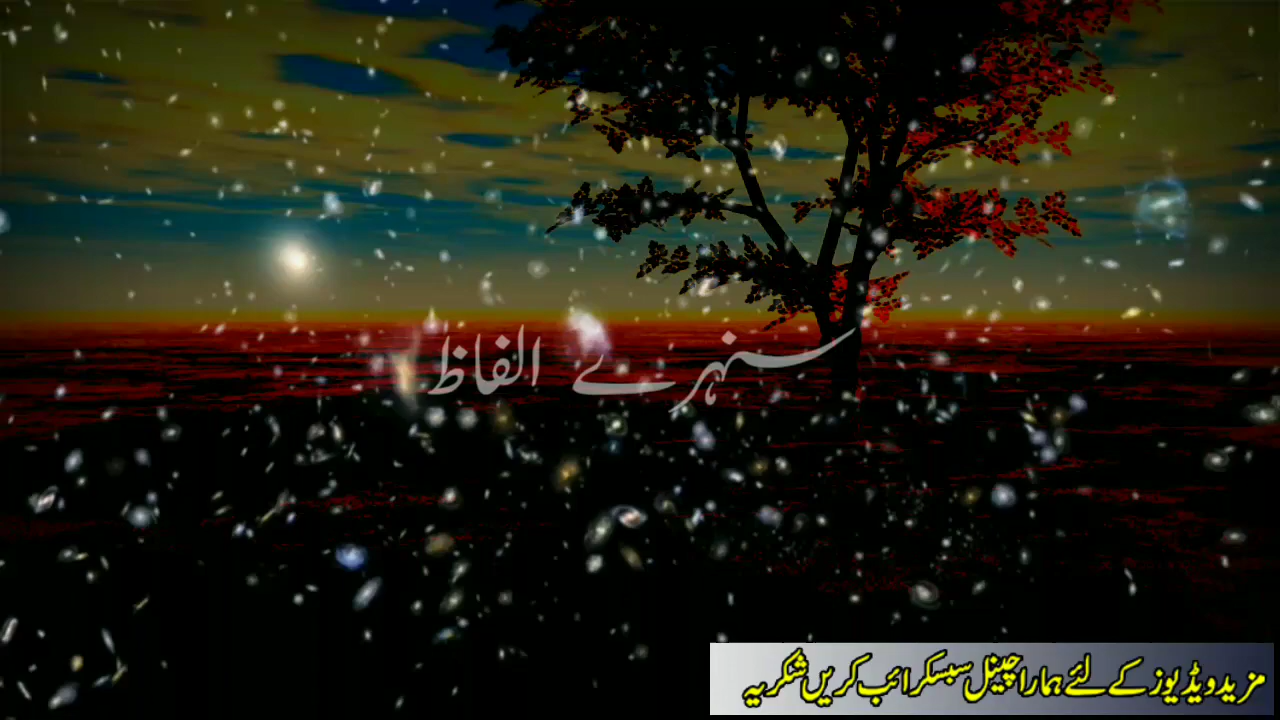 سنہرے الفاظ
مزید ویڈیوز کے لئے ہمارا چینل سبسکرائب کریں شکریہ